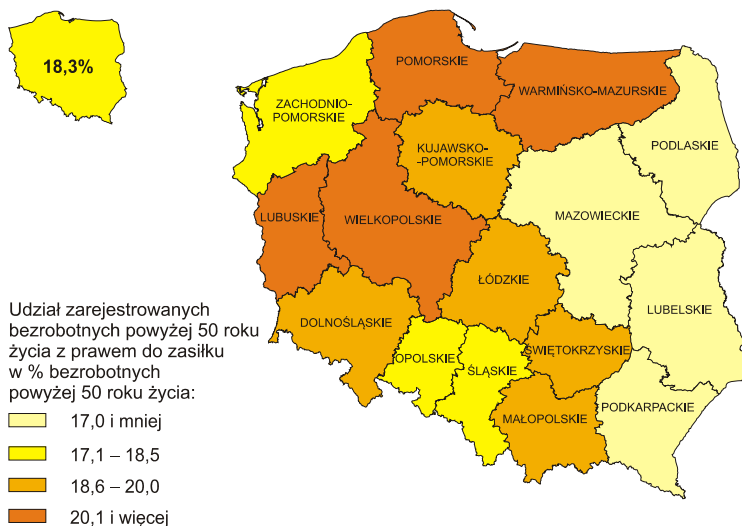 18,3%
POMORSKIE
WARMIŃSKO-MAZURSKIE
ZACHODNIO-
POMORSKIE
KUJAWSKO-
-POMORSKIE
PODLASKIE
LUBUSKIE
WIELKOPOLSKIE
MAZOWIECKIE
ŁÓDZKIE
LUBELSKIE
DOLNOŚLĄSKIE
OPOLSKIE
ŚLĄSKIE
ŚWIĘTOKRZYSKIE
MAŁOPOLSKIE
PODKARPACKIE
Udział zarejestrowanych
bezrobotnych powyżej 50 roku
życia z prawem do zasiłku
w % bezrobotnych
powyżej 50 roku życia:
17,0 i mniej
17,1 – 18,5
18,6 – 20,0
20,1 i więcej